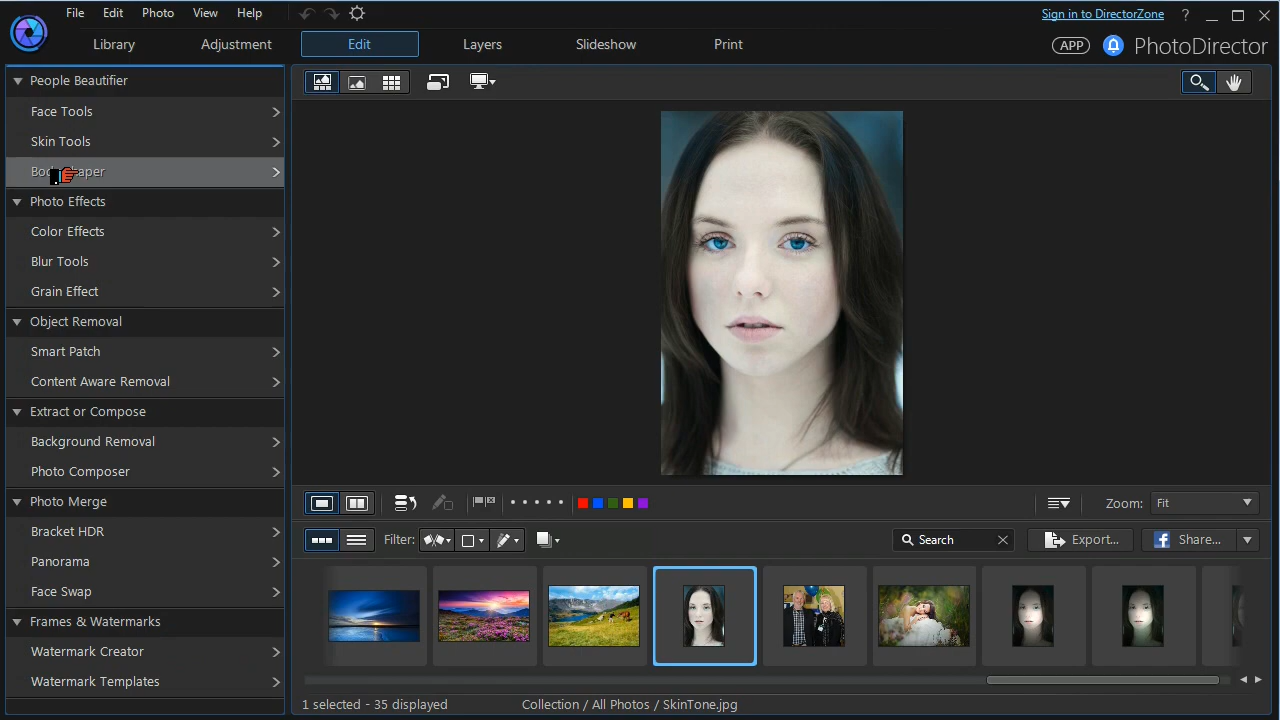 File Edit Photo View Help
Sign in to DirectorZone ?
Library Adjustment Edit Layers Slideshow Print
APP PhotoDirector
People Beautifier
Face Tools
Skin Tools
Photo Effects
Color Effects
Blur Tools
Grain Effect
Object Removal
Smart Patch
Content Aware Removal
Extract or Compose
Background Removal
Photo Composer
Photo Merge
Bracket HDR
Panorama
Face Swap
Frames & Watermarks
Watermark Creator
Watermark Templates
Zoom: Fit
Filter: Search Export... Share...
1 selected - 35 displayed Collection / All Photos / SkinTone.jpg